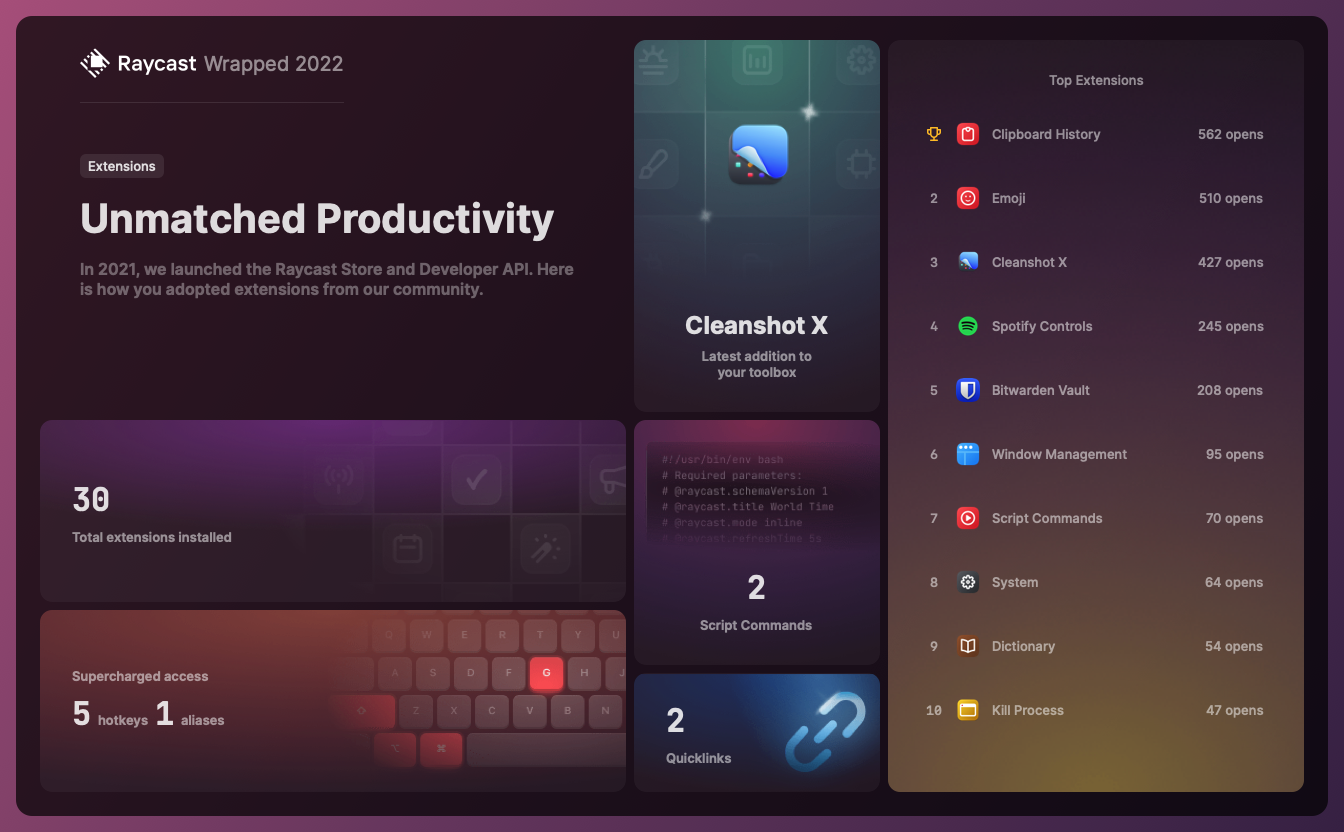 Raycast Wrapped 2022
Extensions
Unmatched Productivity
In 2021, we launched the Raycast Store and Developer API. Here
is how you adopted extensions from our community.
30
Total extensions installed
Supercharged access
5 hotkeys 1 aliases
Q W E R T Y U
A S D F G H J
Z X C V B N
⌥ ⌘
Cleanshot X
Latest addition to
your toolbox
#!/usr/bin/env bash
# Required parameters:
# @raycast.schemaVersion 1
# @raycast.title World Time
# @raycast.mode inline
# @raycast.refreshTime 5s
2
Script Commands
2
Quicklinks
Top Extensions
Clipboard History 562 opens
2 Emoji 510 opens
3 Cleanshot X 427 opens
4 Spotify Controls 245 opens
5 Bitwarden Vault 208 opens
6 Window Management 95 opens
7 Script Commands 70 opens
8 System 64 opens
9 Dictionary 54 opens
10 Kill Process 47 opens